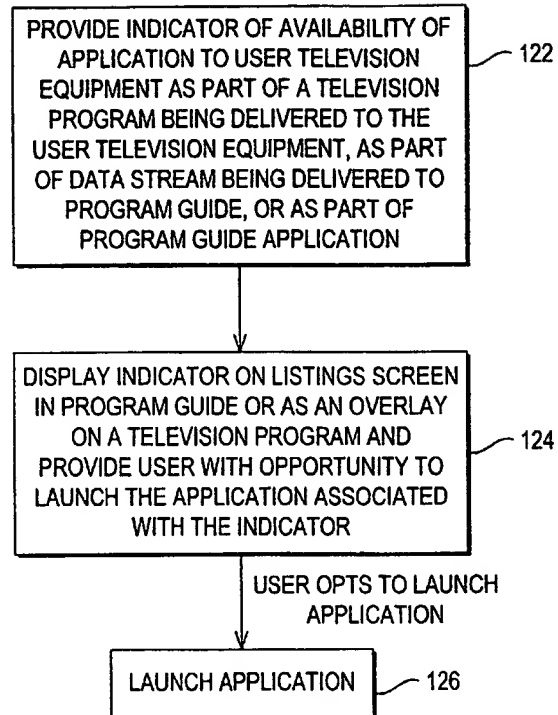 PROVIDE INDICATOR OF AVAILABILITY OF
APPLICATION TO USER TELEVISION
EQUIPMENT AS PART OF A TELEVISION
PROGRAM BEING DELIVERED TO THE
USER TELEVISION EQUIPMENT, AS PART
OF DATA STREAM BEING DELIVERED TO
PROGRAM GUIDE, OR AS PART OF
PROGRAM GUIDE APPLICATION
122
DISPLAY INDICATOR ON LISTINGS SCREEN
IN PROGRAM GUIDE OR AS AN OVERLAY
ON A TELEVISION PROGRAM AND
PROVIDE USER WITH OPPORTUNITY TO
LAUNCH THE APPLICATION ASSOCIATED
WITH THE INDICATOR
124
USER OPTS TO LAUNCH
APPLICATION
LAUNCH APPLICATION
126